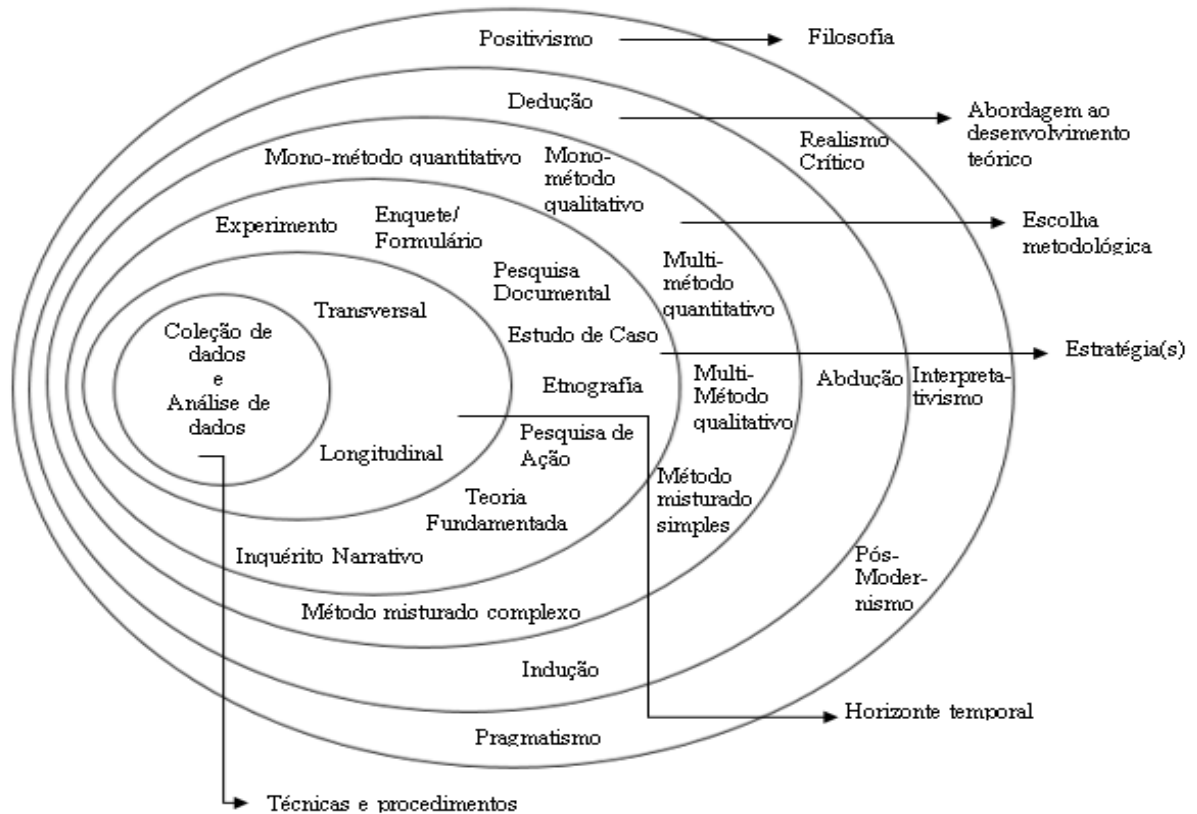 Positivismo
Filosofia
Dedução
Abordagem ao
desenvolvimento
teórico
Realismo
Crítico
Mono-método quantitativo
Mono-
método
qualitativo
Escolha
metodológica
Experimento
Enquete/
Formulário
Multi-
método
quantitativo
Pesquisa
Documental
Transversal
Estudo de Caso
Estratégia(s)
Coleção de
dados
e
Análise de
dados
Etnografia
Multi-
Método
qualitativo
Abdução
Interpreta-
tivismo
Pesquisa de
Ação
Longitudinal
Método
misturado
simples
Teoria
Fundamentada
Inquérito Narrativo
Pós-
Moder-
nismo
Método misturado complexo
Indução
Horizonte temporal
Pragmatismo
Técnicas e procedimentos